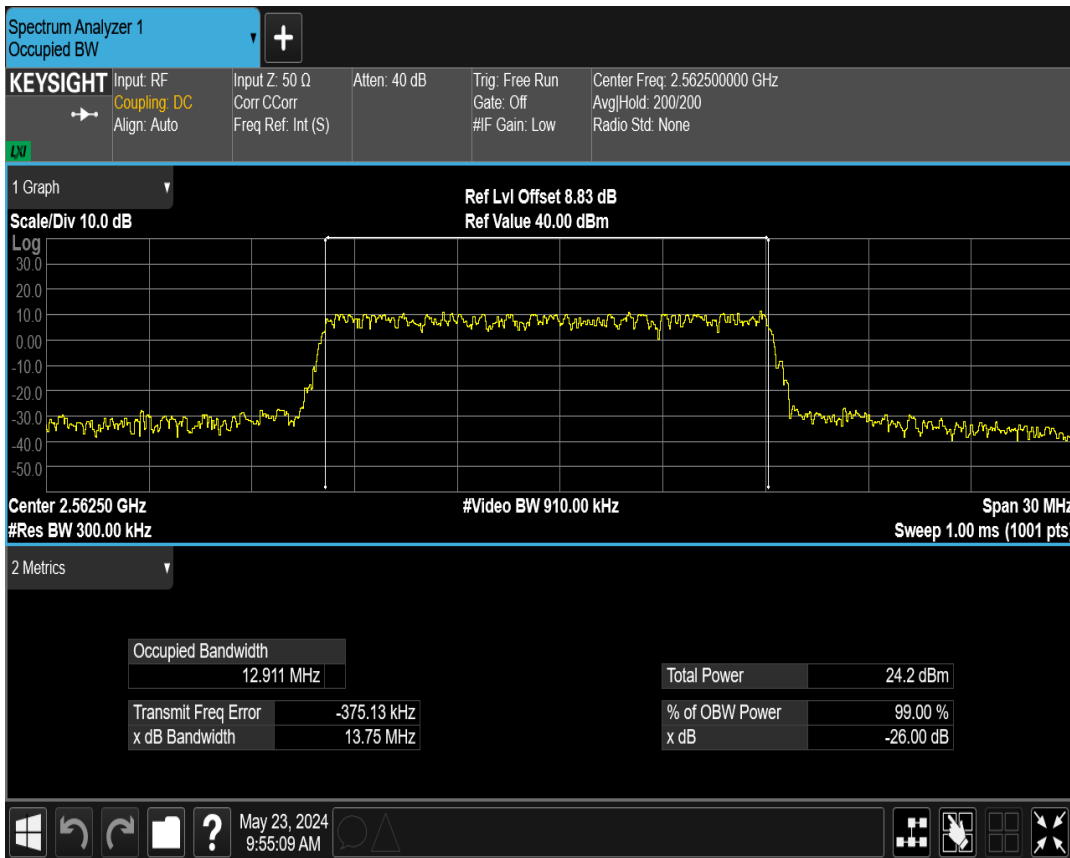 Spectrum Analyzer 1
Occupied BW
KEYSIGHT
LXI
Input: RF
Coupling: DC
Align: Auto
Input Z: 50 Ω
Corr CCorr
Freq Ref: Int (S)
Atten: 40 dB
Trig: Free Run
Gate: Off
#IF Gain: Low
Center Freq: 2.562500000 GHz
Avg|Hold: 200/200
Radio Std: None
1 Graph
Scale/Div 10.0 dB
Ref Lvl Offset 8.83 dB
Ref Value 40.00 dBm
Log
30.0
20.0
10.0
0.00
-10.0
-20.0
-30.0
-40.0
-50.0
Center 2.56250 GHz
#Video BW 910.00 kHz
Span 30 MHz
#Res BW 300.00 kHz
Sweep 1.00 ms (1001 pts)
2 Metrics
Occupied Bandwidth
12.911 MHz
Total Power 24.2 dBm
Transmit Freq Error -375.13 kHz
% of OBW Power 99.00 %
x dB Bandwidth 13.75 MHz
x dB -26.00 dB
?
May 23, 2024
9:55:09 AM